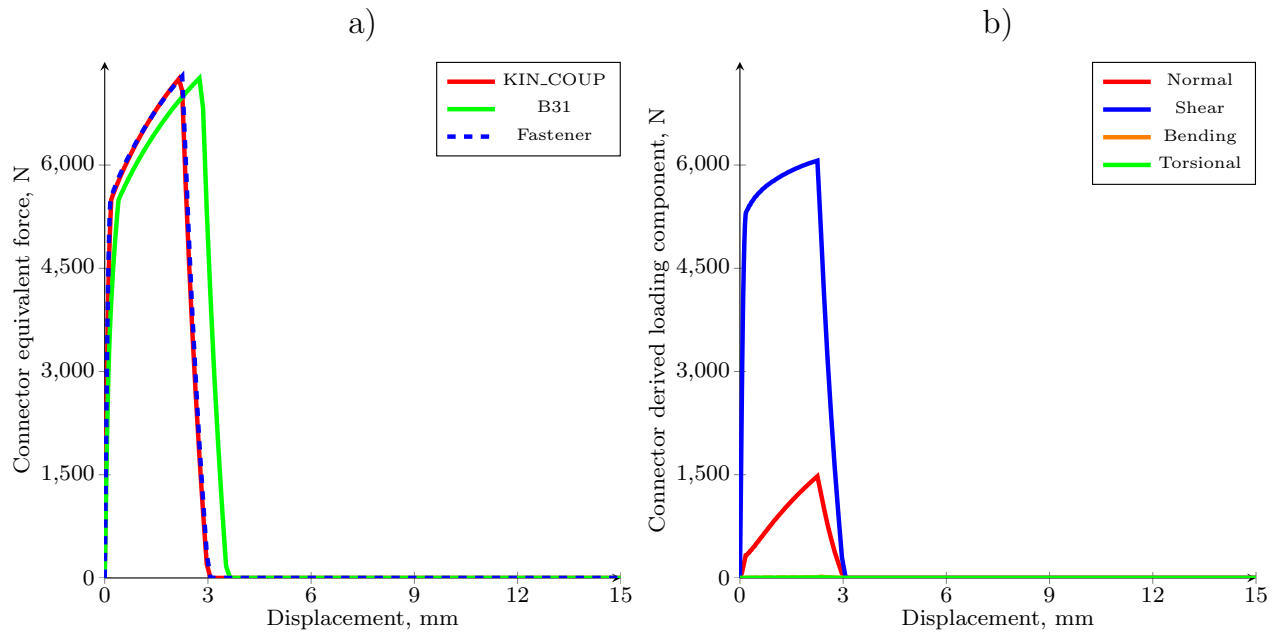 a)
KIN_COUP
B31
Fastener
Connector equivalent force, N
6,000
4,500
3,000
1,500
0
0 3 6 9 12 15
Displacement, mm
b)
Normal
Shear
Bending
Torsional
Connector derived loading component, N
6,000
4,500
3,000
1,500
0
0 3 6 9 12 15
Displacement, mm